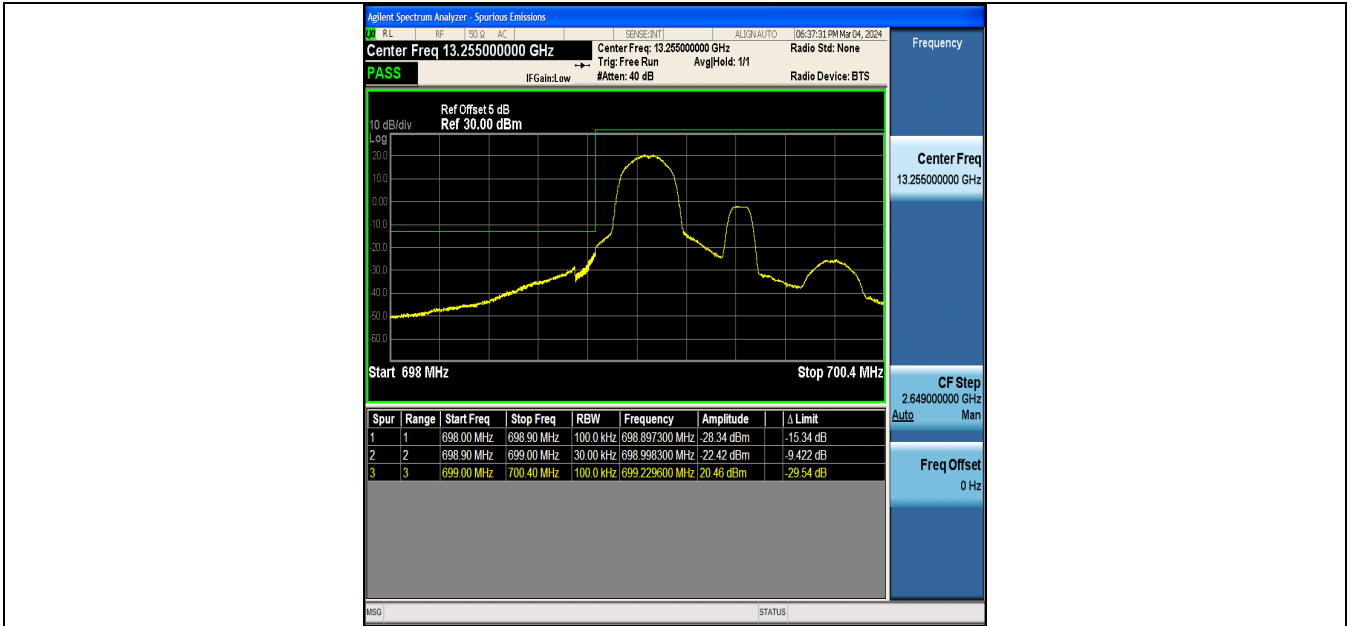 Agilent Spectrum Analyzer - Spurious Emissions
LXI RL RF 50 Ω AC SENSE:INT ALIGNAUTO 06:37:31 PM Mar 04, 2024
Center Freq 13.255000000 GHz
Center Freq: 13.255000000 GHz Radio Std: None
Trig: Free Run Avg|Hold: 1/1
PASS
IFGain:Low #Atten: 40 dB Radio Device: BTS
Frequency
Ref Offset 5 dB
10 dB/div Ref 30.00 dBm
Log
20.0
10.0
0.00
-10.0
-20.0
-30.0
-40.0
-50.0
-60.0
Start 698 MHz Stop 700.4 MHz
Center Freq
13.255000000 GHz
CF Step
2.649000000 GHz
Auto Man
Freq Offset
0 Hz
Spur Range Start Freq Stop Freq RBW Frequency Amplitude Δ Limit
1 1 698.00 MHz 698.90 MHz 100.0 kHz 698.897300 MHz -28.34 dBm -15.34 dB
2 2 698.90 MHz 699.00 MHz 30.00 kHz 698.998300 MHz -22.42 dBm -9.422 dB
3 3 699.00 MHz 700.40 MHz 100.0 kHz 699.229600 MHz 20.46 dBm -29.54 dB
MSG STATUS